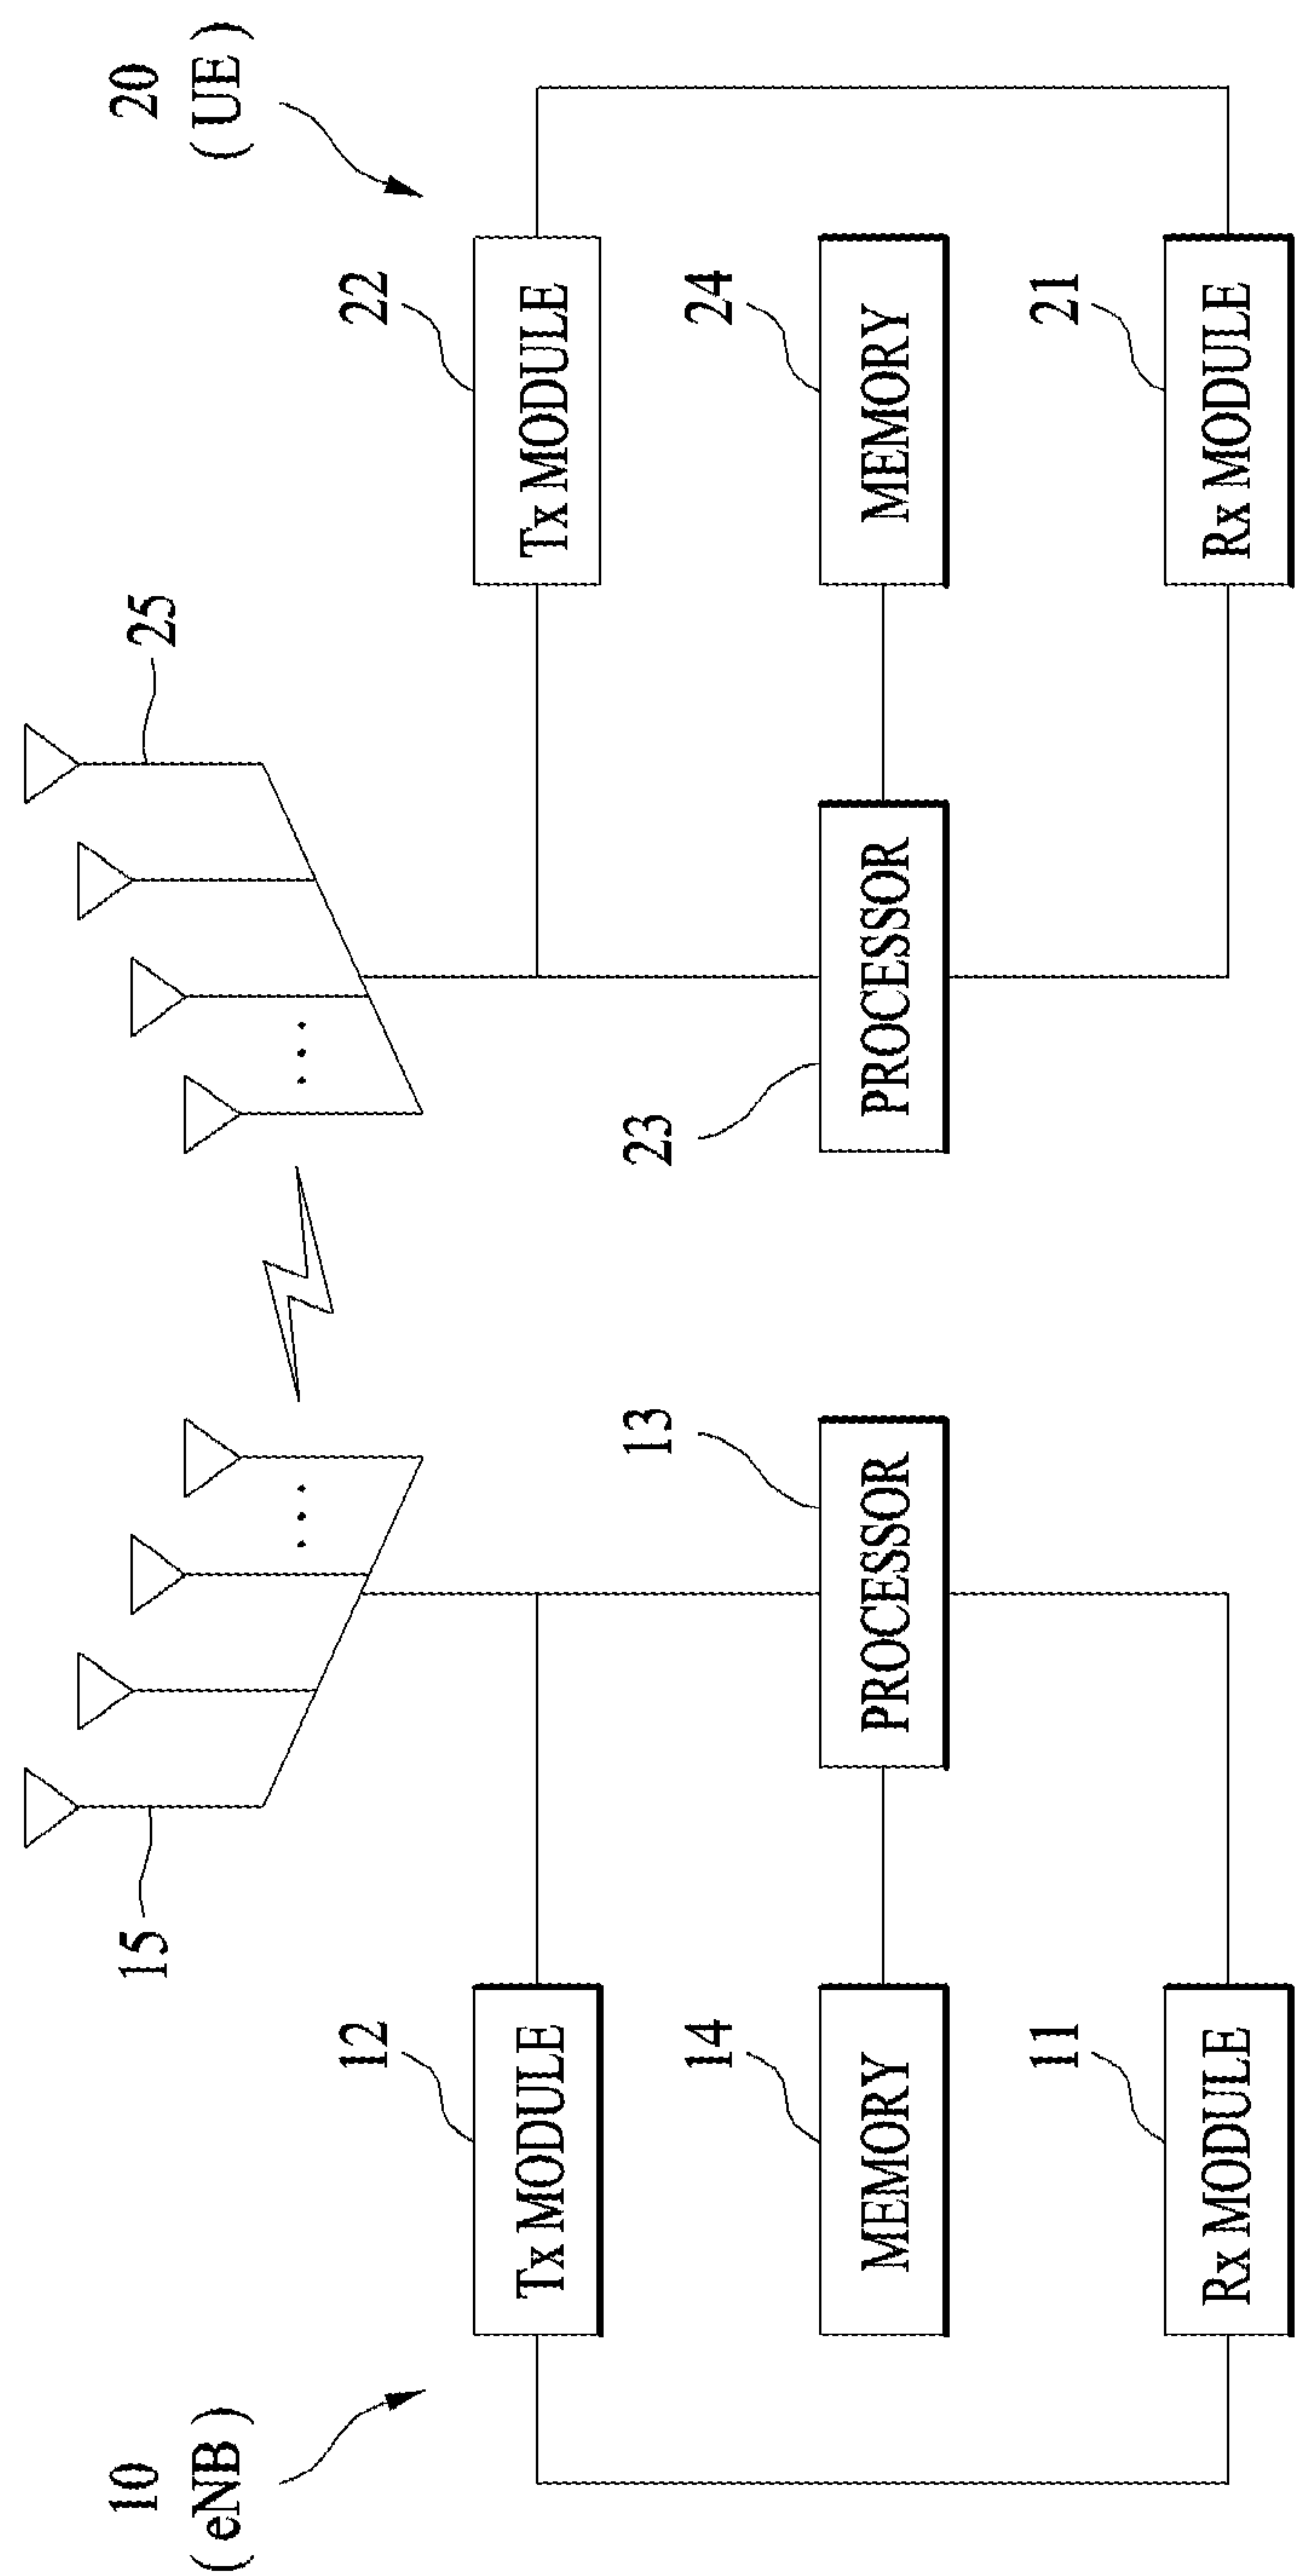 10
( eNB )
20
( UE )
15
25
12
Tx MODULE
22
Tx MODULE
13
23
14
MEMORY
PROCESSOR
PROCESSOR
24
MEMORY
11
Rx MODULE
21
Rx MODULE